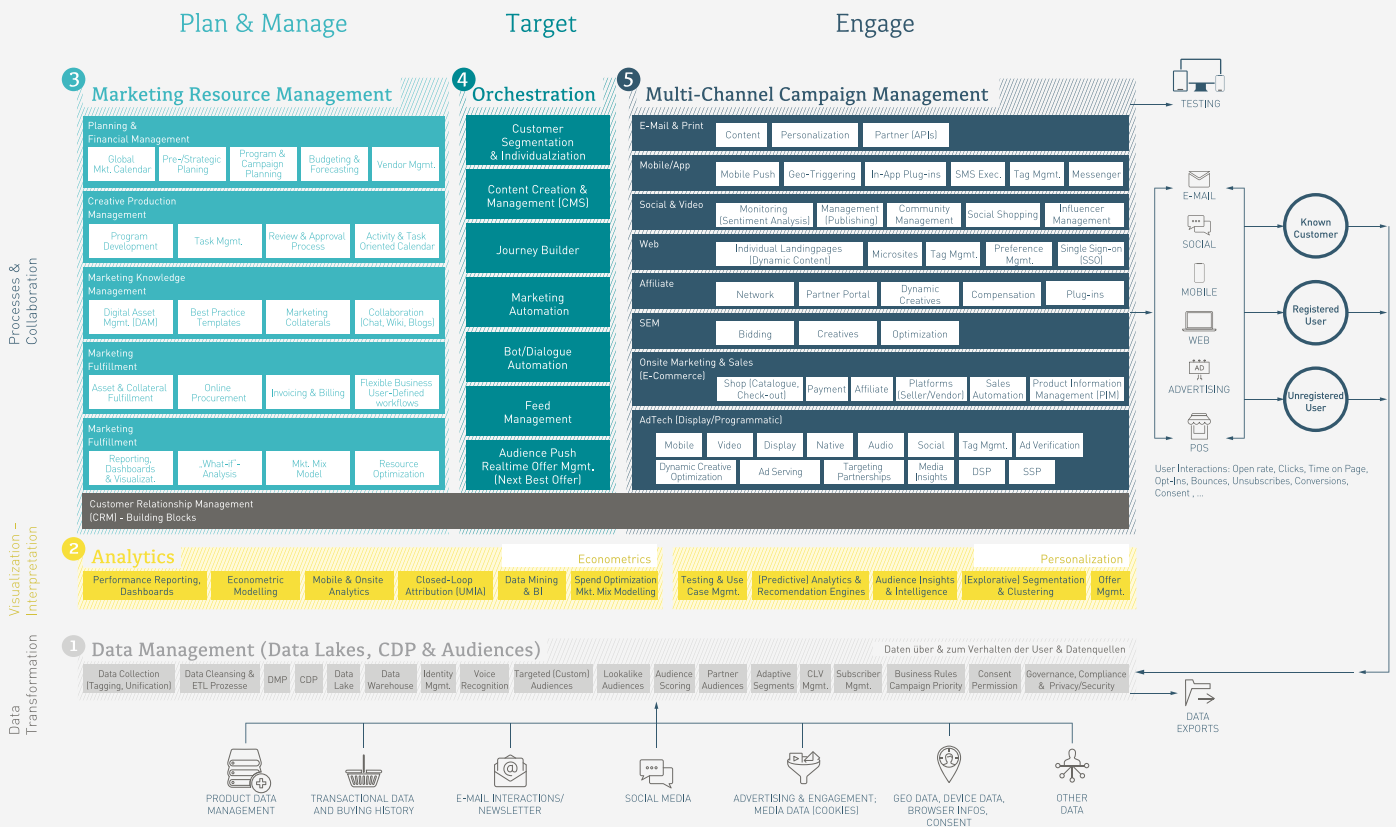 Plan & Manage
Target
Engage
3
Marketing Resource Management
Planning &
Financial Management
Global
Mkt. Calendar
Pre-/Strategic
Planing
Program &
Campaign
Planning
Budgeting &
Forecasting
Vendor Mgmt.
Creative Production
Management
Program
Development
Task Mgmt.
Review & Approval
Process
Activity & Task
Oriented Calendar
Marketing Knowledge
Management
Digital Asset
Mgmt. (DAM)
Best Practice
Templates
Marketing
Collaterals
Collaboration
(Chat, Wiki, Blogs)
Marketing
Fulfillment
Asset & Collateral
Fulfillment
Online
Procurement
Invoicing & Billing
Flexible Business
User-Defined
workflows
Marketing
Fulfillment
Reporting,
Dashboards
& Visualizat.
„What-if“-
Analysis
Mkt. Mix
Model
Resource
Optimization
4
Orchestration
Customer
Segmentation
& Individualziation
Content Creation &
Management (CMS)
Journey Builder
Marketing
Automation
Bot/Dialogue
Automation
Feed
Management
Audience Push
Realtime Offer Mgmt.
(Next Best Offer)
5
Multi-Channel Campaign Management
E-Mail & Print
Content
Personalization
Partner (APIs)
Mobile/App
Mobile Push
Geo-Triggering
In-App Plug-ins
SMS Exec.
Tag Mgmt.
Messenger
Social & Video
Monitoring
(Sentiment Analysis)
Management
(Publishing)
Community
Management
Social Shopping
Influencer
Management
Web
Individual Landingpages
(Dynamic Content)
Microsites
Tag Mgmt.
Preference
Mgmt.
Single Sign-on
(SSO)
Affiliate
Network
Partner Portal
Dynamic
Creatives
Compensation
Plug-ins
SEM
Bidding
Creatives
Optimization
Onsite Marketing & Sales
(E-Commerce)
Shop (Catalogue,
Check-out)
Payment
Affiliate
Platforms
(Seller/Vendor)
Sales
Automation
Product Information
Management (PIM)
AdTech (Display/Programmatic)
Mobile
Video
Display
Native
Audio
Social
Tag Mgmt.
Ad Verification
Dynamic Creative
Optimization
Ad Serving
Targeting
Partnerships
Media
Insights
DSP
SSP
Customer Relationship Management
(CRM) - Building Blocks
Processes &
Collaboration
TESTING
E-MAIL
SOCIAL
MOBILE
WEB
AD
ADVERTISING
POS
Known
Customer
Registered
User
Unregistered
User
User Interactions: Open rate, Clicks, Time on Page,
Opt-Ins, Bounces, Unsubscribes, Conversions,
Consent , ...
Visualization –
Interpretation
2
Analytics
Econometrics
Performance Reporting,
Dashboards
Econometric
Modelling
Mobile & Onsite
Analytics
Closed-Loop
Attribution (UMIA)
Data Mining
& BI
Spend Optimization
Mkt. Mix Modelling
Personalization
Testing & Use
Case Mgmt.
(Predictive) Analytics &
Recomendation Engines
Audience Insights
& Intelligence
(Explorative) Segmentation
& Clustering
Offer
Mgmt.
Data
Transformation
1
Data Management (Data Lakes, CDP & Audiences)
Daten über & zum Verhalten der User & Datenquellen
Data Collection
(Tagging, Unification)
Data Cleansing &
ETL Prozesse
DMP
CDP
Data
Lake
Data
Warehouse
Identity
Mgmt.
Voice
Recognition
Targeted (Custom)
Audiences
Lookalike
Audiences
Audience
Scoring
Partner
Audiences
Adaptive
Segments
CLV
Mgmt.
Subscriber
Mgmt.
Business Rules
Campaign Priority
Consent
Permission
Governance, Compliance
& Privacy/Security
DATA
EXPORTS
PRODUCT DATA
MANAGEMENT
TRANSACTIONAL DATA
AND BUYING HISTORY
@
E-MAIL INTERACTIONS/
NEWSLETTER
SOCIAL MEDIA
ADVERTISING & ENGAGEMENT;
MEDIA DATA (COOKIES)
GEO DATA, DEVICE DATA,
BROWSER INFOS,
CONSENT
OTHER
DATA